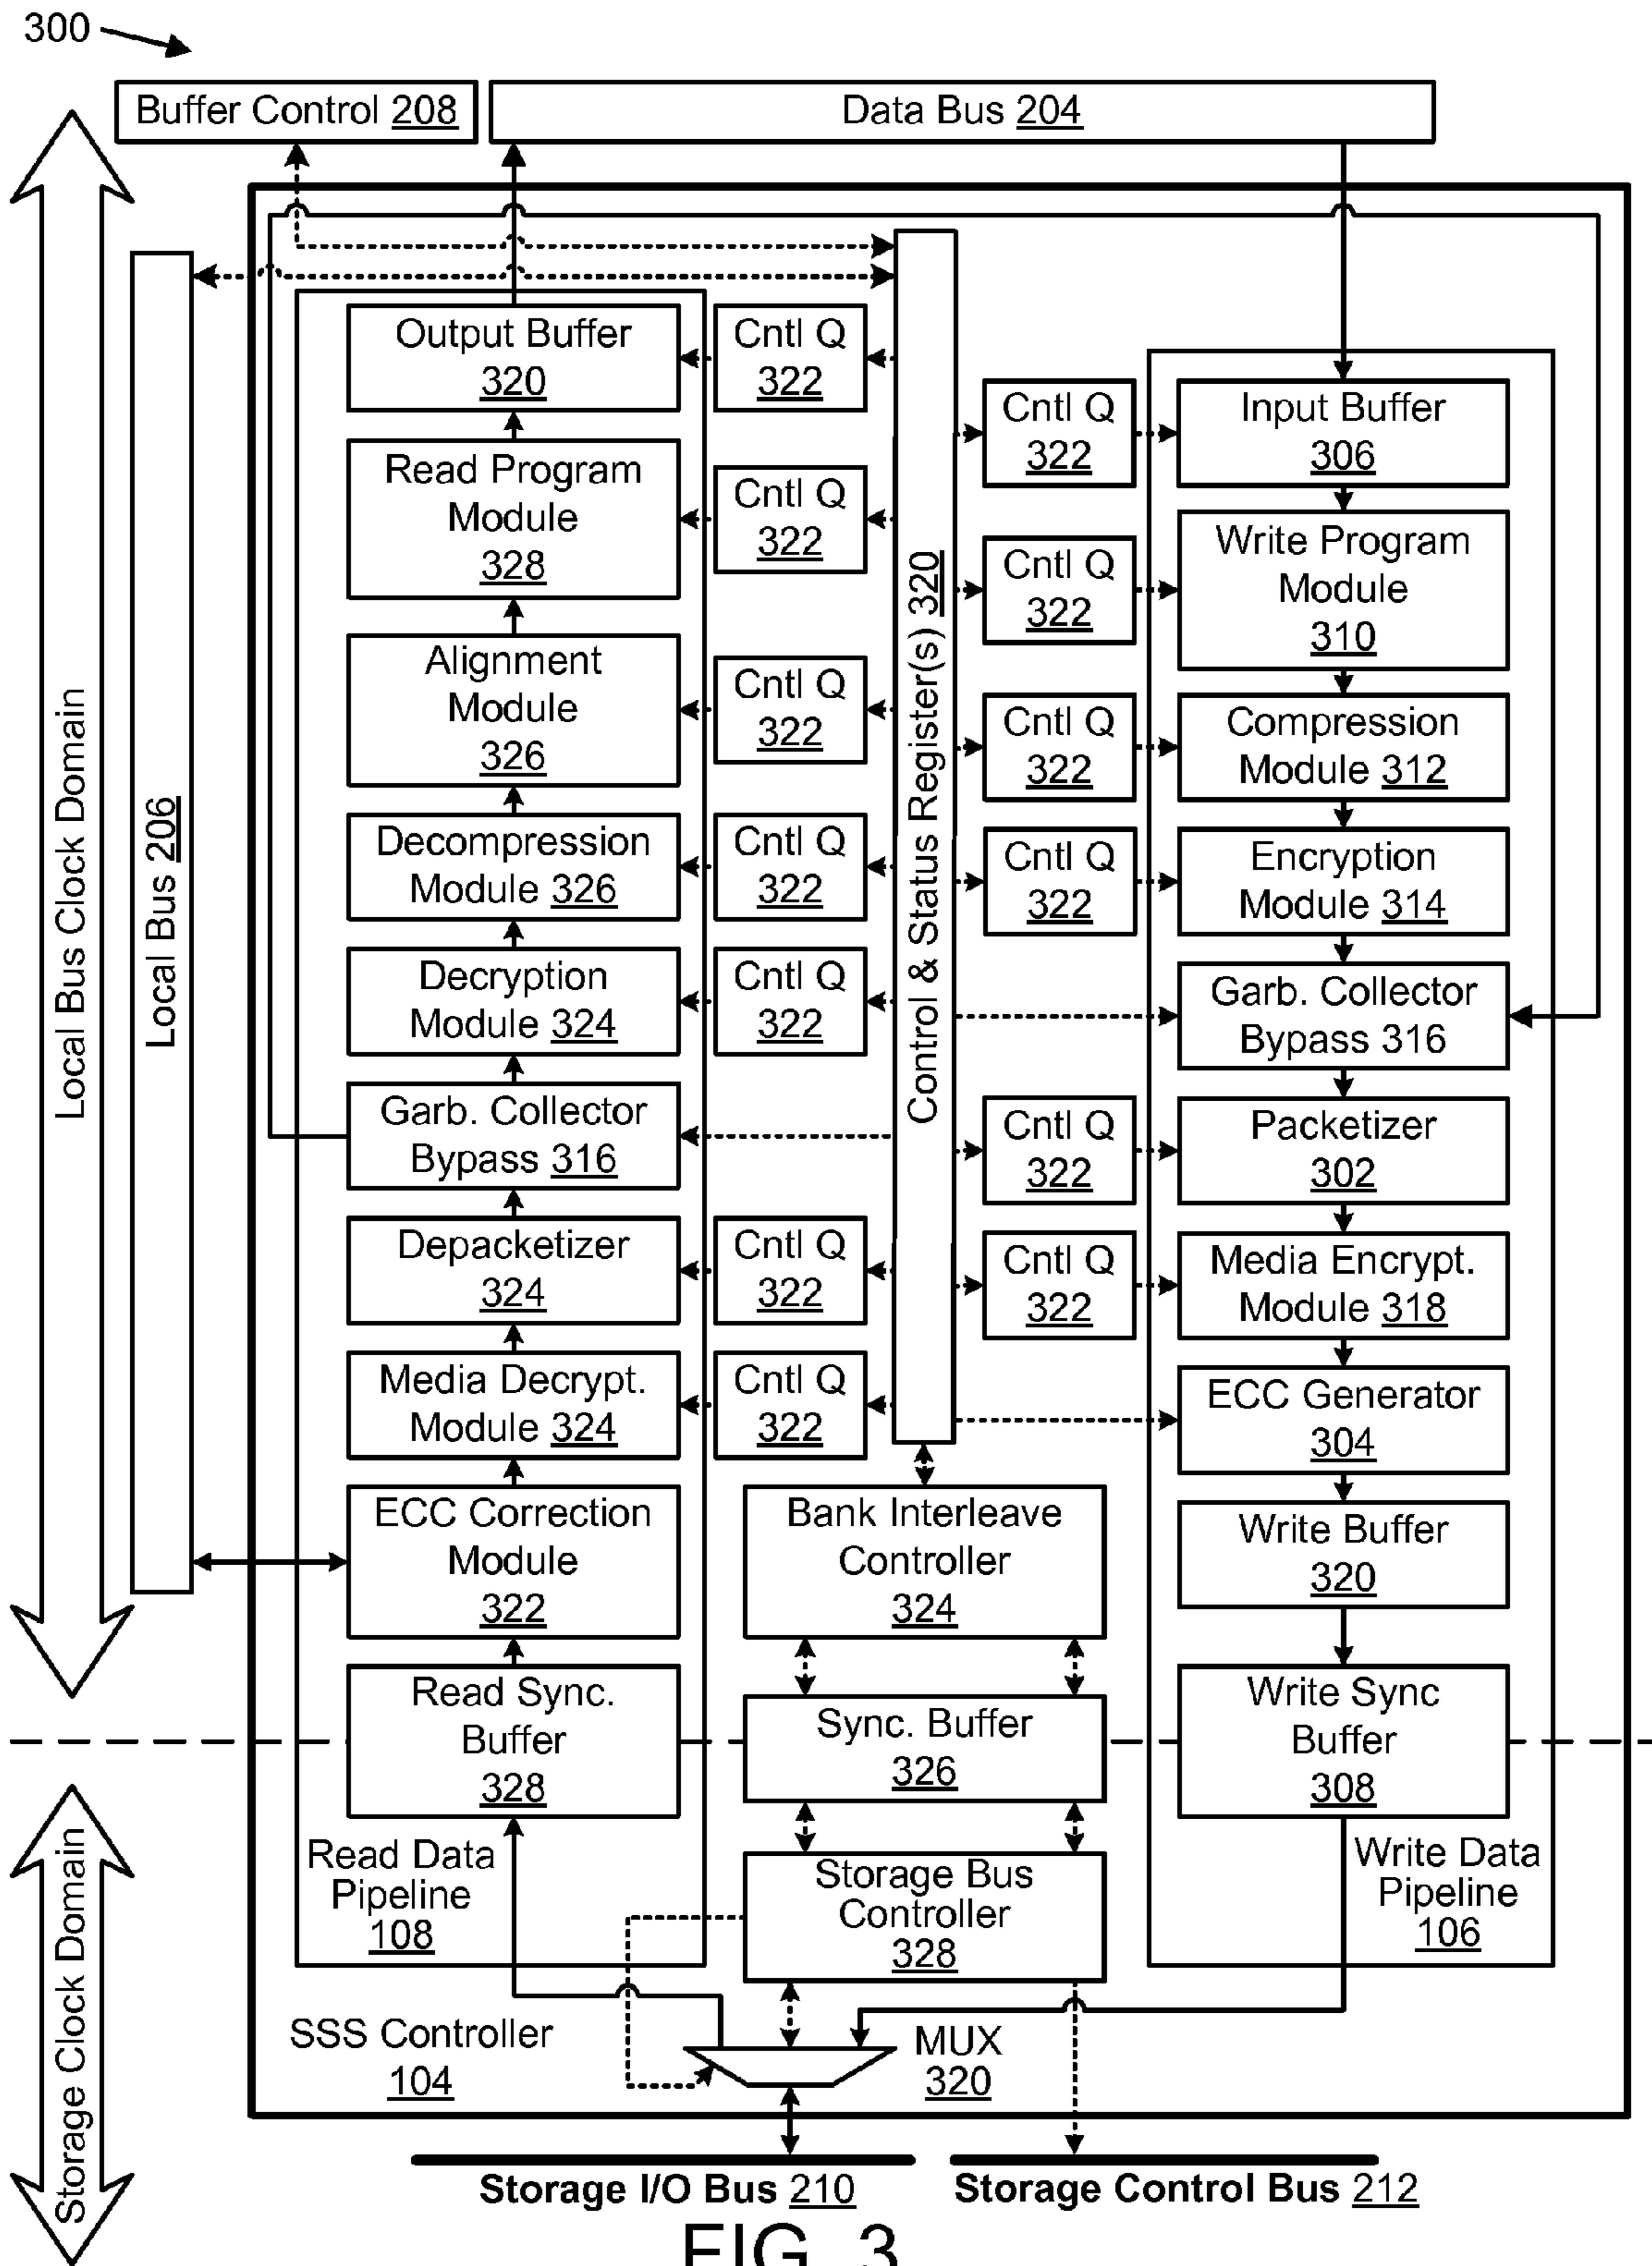 300
Buffer Control 208
Data Bus 204
Local Bus Clock Domain
Local Bus 206
Output Buffer
320
Cntl Q
322
Read Program
Module
328
Cntl Q
322
Alignment
Module
326
Cntl Q
322
Decompression
Module 326
Cntl Q
322
Decryption
Module 324
Cntl Q
322
Garb. Collector
Bypass 316
Depacketizer
324
Cntl Q
322
Media Decrypt.
Module 324
Cntl Q
322
ECC Correction
Module
322
Read Sync.
Buffer
328
Read Data
Pipeline
108
Control & Status Register(s) 320
Bank Interleave
Controller
324
Sync. Buffer
326
Storage Bus
Controller
328
Cntl Q
322
Input Buffer
306
Cntl Q
322
Write Program
Module
310
Cntl Q
322
Compression
Module 312
Cntl Q
322
Encryption
Module 314
Garb. Collector
Bypass 316
Cntl Q
322
Packetizer
302
Cntl Q
322
Media Encrypt.
Module 318
ECC Generator
304
Write Buffer
320
Write Sync
Buffer
308
Write Data
Pipeline
106
Storage Clock Domain
SSS Controller
104
MUX
320
Storage I/O Bus 210
Storage Control Bus 212
FIG. 3